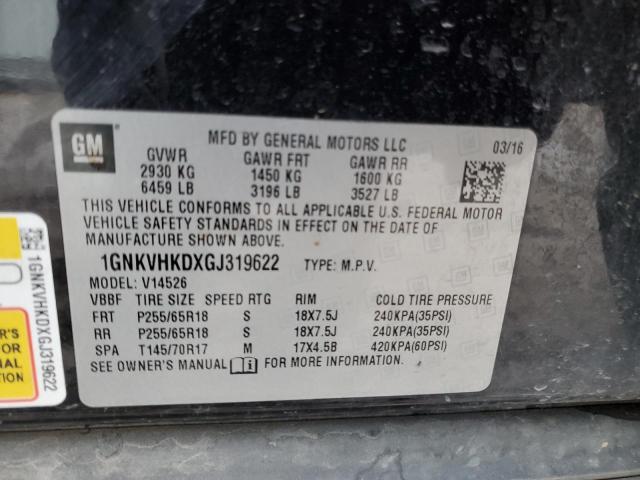 GM
MFD BY GENERAL MOTORS LLC 03/16
GVWR GAWR FRT GAWR RR
2930 KG 1450 KG 1600 KG
6459 LB 3196 LB 3527 LB
THIS VEHICLE CONFORMS TO ALL APPLICABLE U.S. FEDERAL MOTOR
VEHICLE SAFETY STANDARDS IN EFFECT ON THE DATE OF
MANUFACTURE SHOWN ABOVE.
1GNKVHKDXGJ319622 TYPE: M.P.V.
MODEL: V14526
VBBF TIRE SIZE SPEED RTG RIM COLD TIRE PRESSURE
FRT P255/65R18 S 18X7.5J 240KPA(35PSI)
RR P255/65R18 S 18X7.5J 240KPA(35PSI)
SPA T145/70R17 M 17X4.5B 420KPA(60PSI)
SEE OWNER'S MANUAL FOR MORE INFORMATION.
1GNKVHKDXGJ319622
ER'S
OR
INAL
ATION